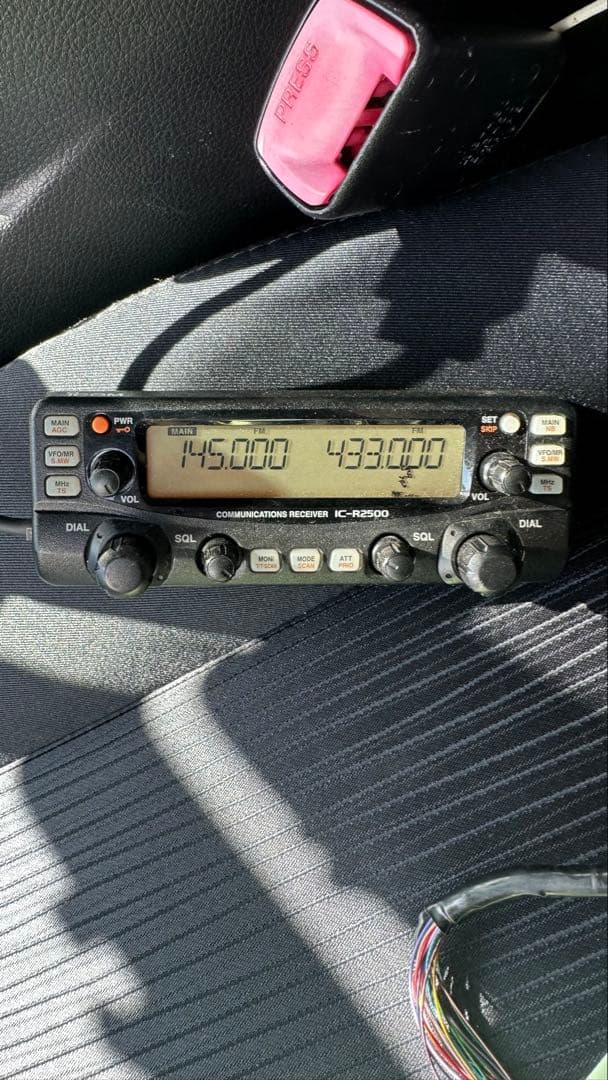 PRESS
MAIN
AGC
PWR
MAIN FM FM
145.000 433.000
SET
SKIP
MAIN
NB
VFO/MR
S.MW
VFO/MR
S.MW
MHz
TS
VOL
VOL
MHz
TS
COMMUNICATIONS RECEIVER IC-R2500
DIAL SQL
MONI
T/T-SCAN
MODE
SCAN
ATT
PRIO
SQL DIAL